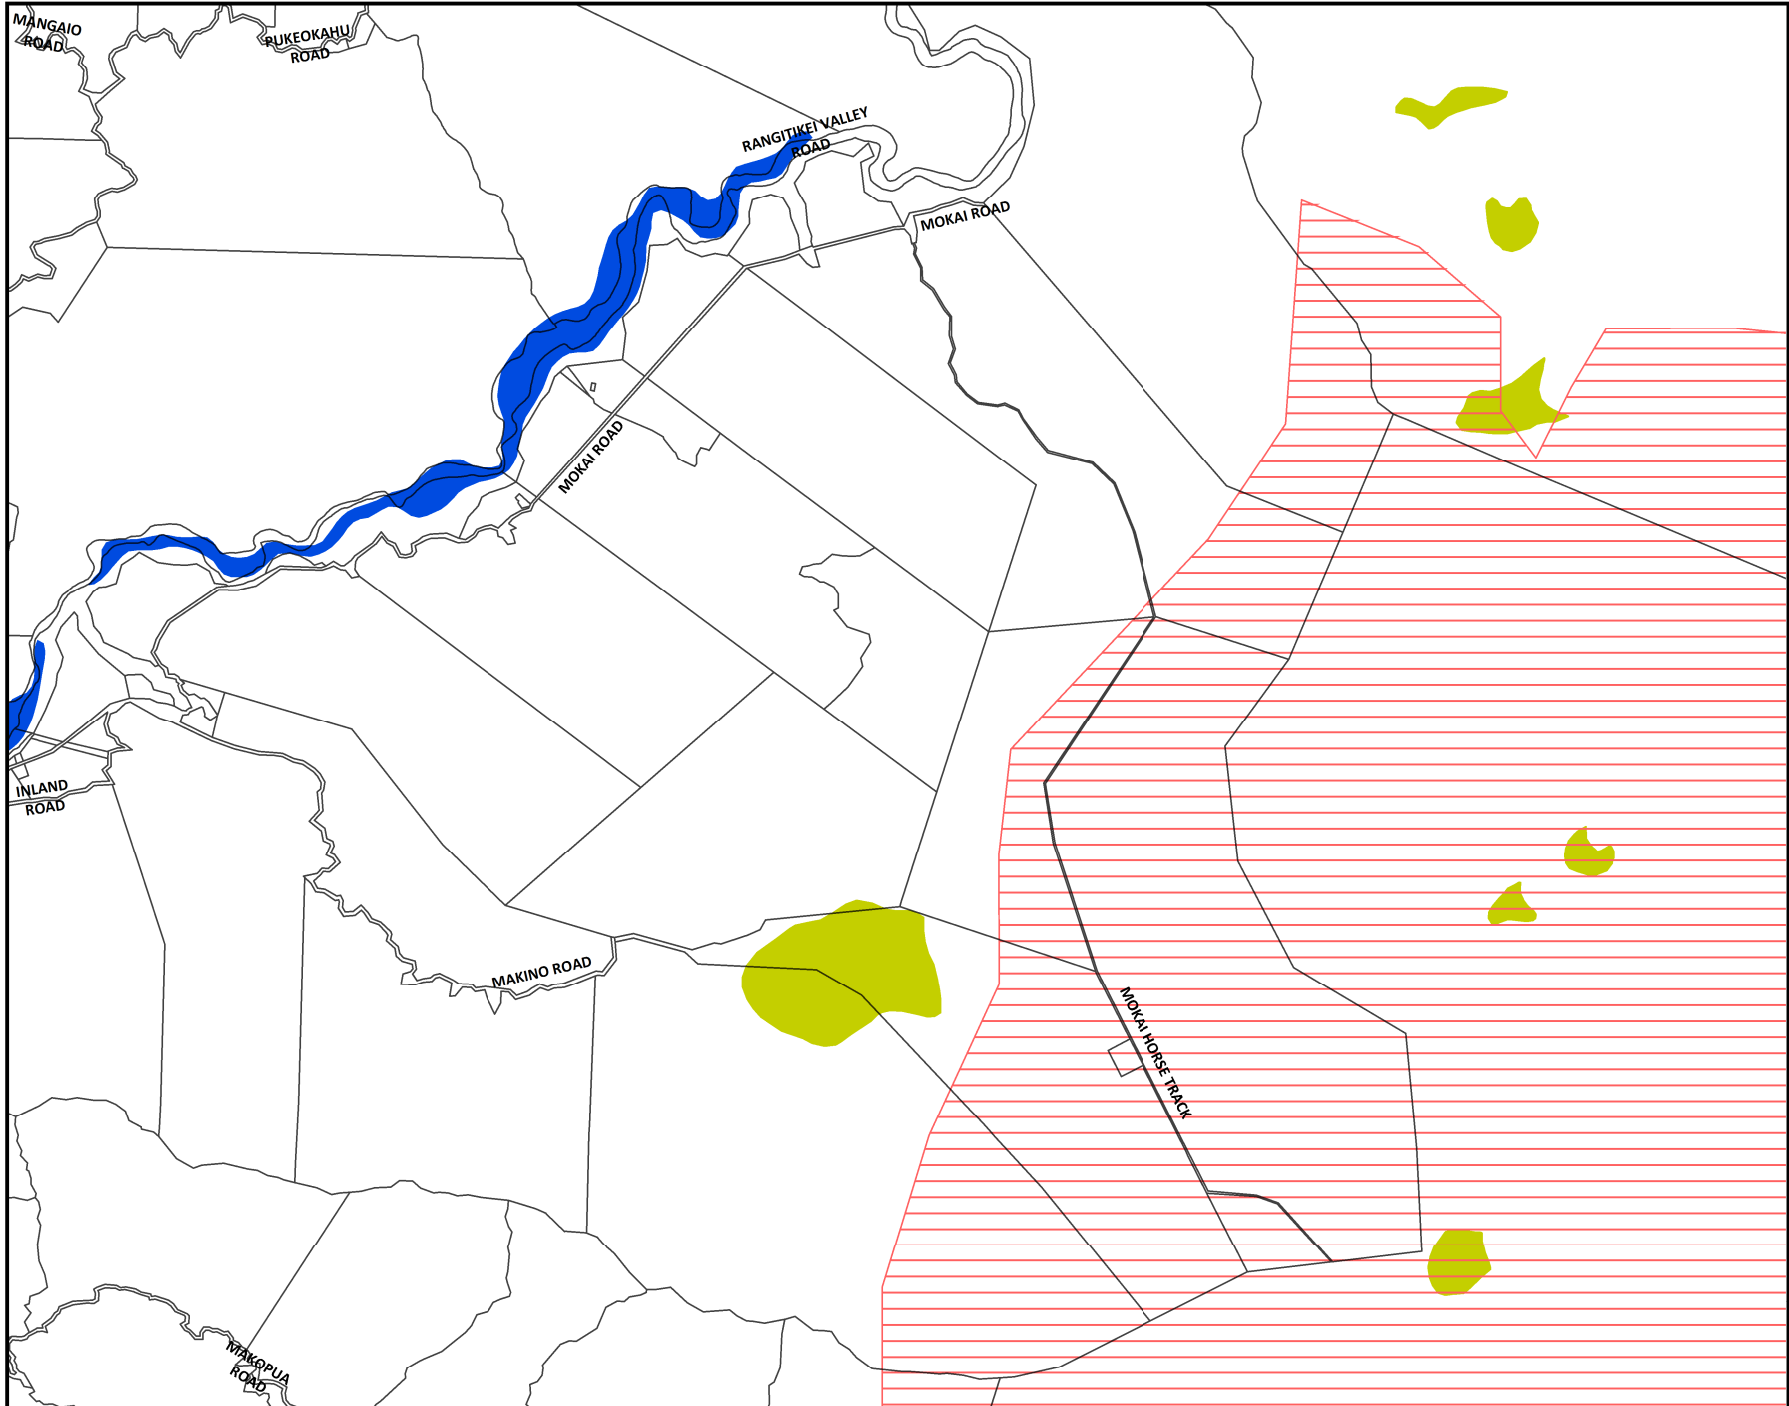 MANGAIO
ROAD
PUKEOKAHU
ROAD
RANGITIKEI VALLEY
ROAD
MOKAI ROAD
MOKAI ROAD
INLAND
ROAD
MAKINO ROAD
MOKAI HORSE TRACK
MAKOPUA
ROAD